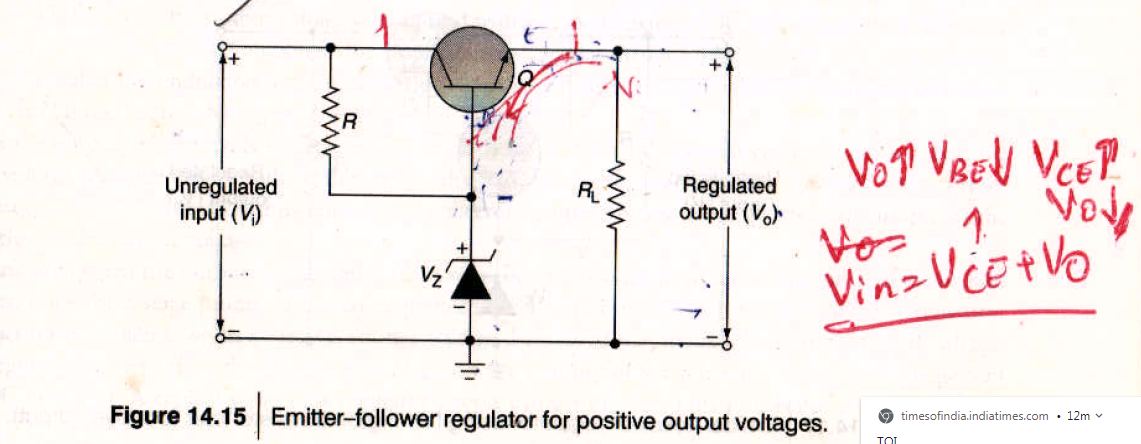 E
Q
R
Unregulated
input (Vi)
RL
Regulated
output (Vo)
+
+
+
VZ
−
−
−
VO↑ VBE↓ VCE↑
VO↓
Vo=
↑
Vin = VCE + VO
Figure 14.15 | Emitter–follower regulator for positive output voltages.
timesofindia.indiatimes.com • 12m
TOI